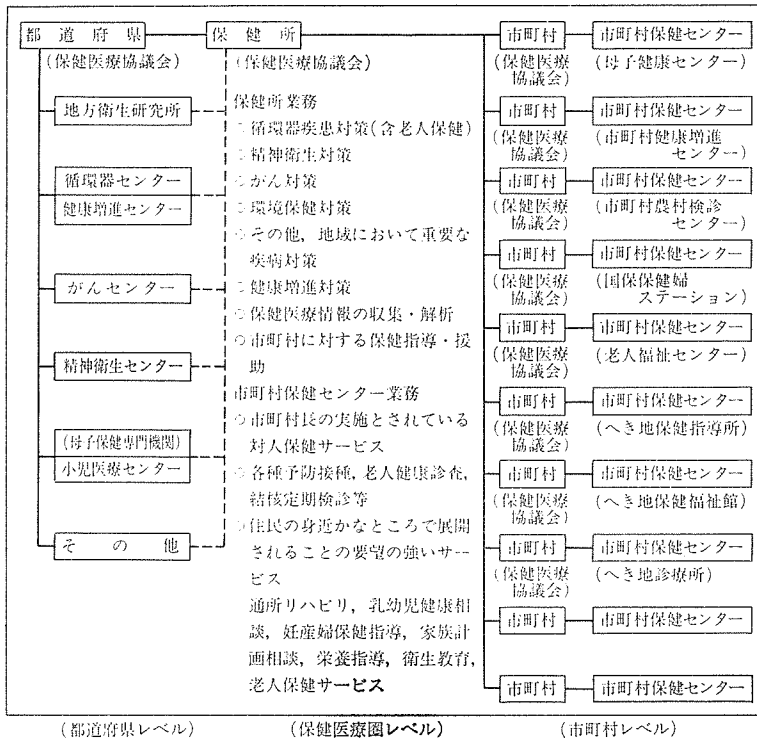 都道府県
(保健医療協議会)
地方衛生研究所
循環器センター
健康増進センター
がんセンター
精神衛生センター
(母子保健専門機関)
小児医療センター
その他
保健所
(保健医療協議会)
保健所業務
○循環器疾患対策(含老人保健)
○精神衛生対策
○がん対策
○環境保健対策
○その他,地域において重要な
疾病対策
○健康増進対策
○保健医療情報の収集・解析
○市町村に対する保健指導・援
助
市町村保健センター業務
○市町村長の実施とされている
対人保健サービス
○各種予防接種,老人健康診査,
結核定期検診等
○住民の身近かなところで展開
されることの要望の強いサー
ビス
通所リハビリ,乳幼児健康相
談,妊産婦保健指導,家族計
画相談,栄養指導,衛生教育,
老人保健サービス
市町村 市町村保健センター
(保健医療 (母子健康センター)
協議会)
市町村 市町村保健センター
(保健医療 (市町村健康増進
協議会) センター)
市町村 市町村保健センター
(保健医療 (市町村農村検診
協議会) センター)
市町村 市町村保健センター
(保健医療 (国保保健婦
協議会) ステーション)
市町村 市町村保健センター
(保健医療 (老人福祉センター)
協議会)
市町村 市町村保健センター
(保健医療 (へき地保健指導所)
協議会)
市町村 市町村保健センター
(保健医療 (へき地保健福祉館)
協議会)
市町村 市町村保健センター
(保健医療 (へき地診療所)
協議会)
市町村 市町村保健センター
市町村 市町村保健センター
(都道府県レベル) (保健医療圏レベル) (市町村レベル)